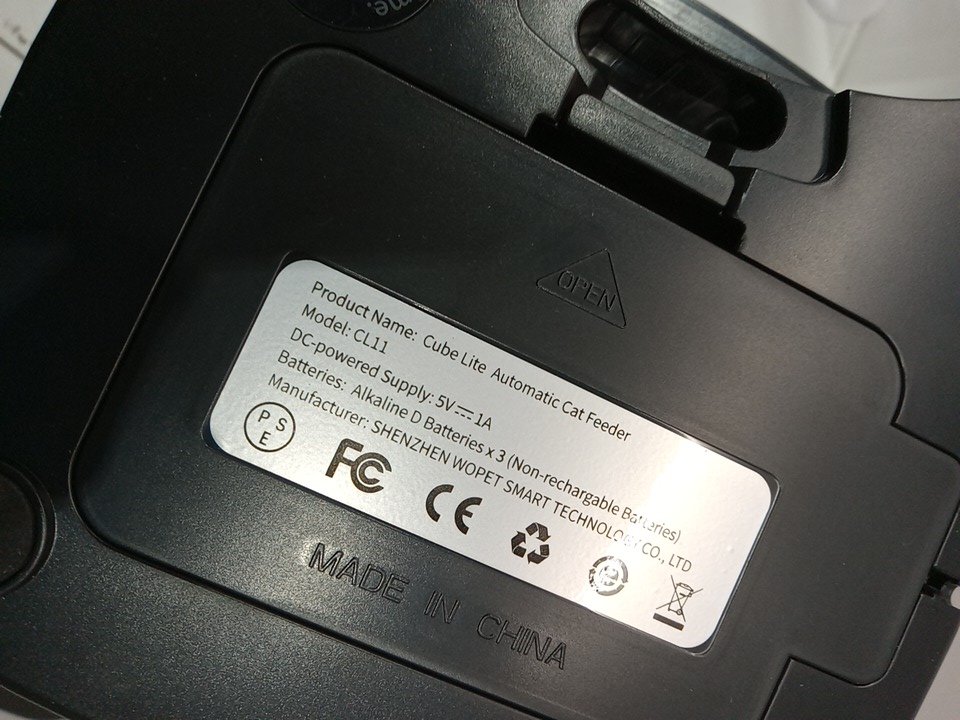 me.
OPEN
Product Name: Cube Lite Automatic Cat Feeder
Model: CL11
DC-powered Supply: 5V⎓1A
Batteries: Alkaline D Batteries x 3 (Non-rechargable Batteries)
Manufacturer: SHENZHEN WOPET SMART TECHNOLOGY CO., LTD
PSE
FC
CE
MADE IN CHINA